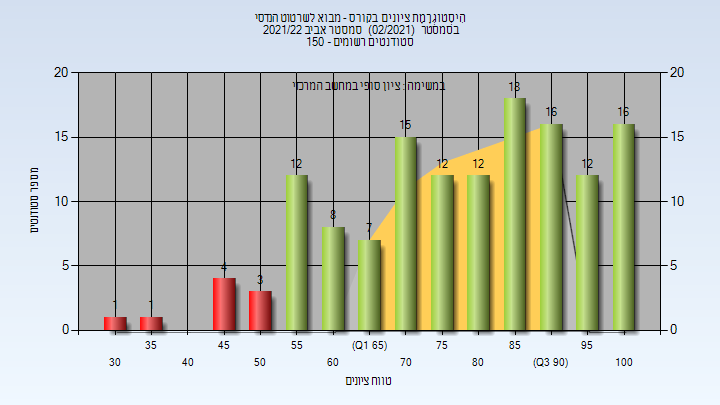 היסטוגרמת ציונים בקורס - מבוא לשרטוט הנדסי
בסמסטר (02/2021) סמסטר אביב 2021/22
סטודנטים רשומים - 150
במשימה : ציון סופי במחשב המרכזי
20 20
15 15
10 10
5 5
0 0
1 1 4 3 12 8 7 15 12 12 18 16 12 16
מספר סטודנטים
35 45 55 (Q1 65) 75 85 95
30 40 50 60 70 80 (Q3 90) 100
טווח ציונים